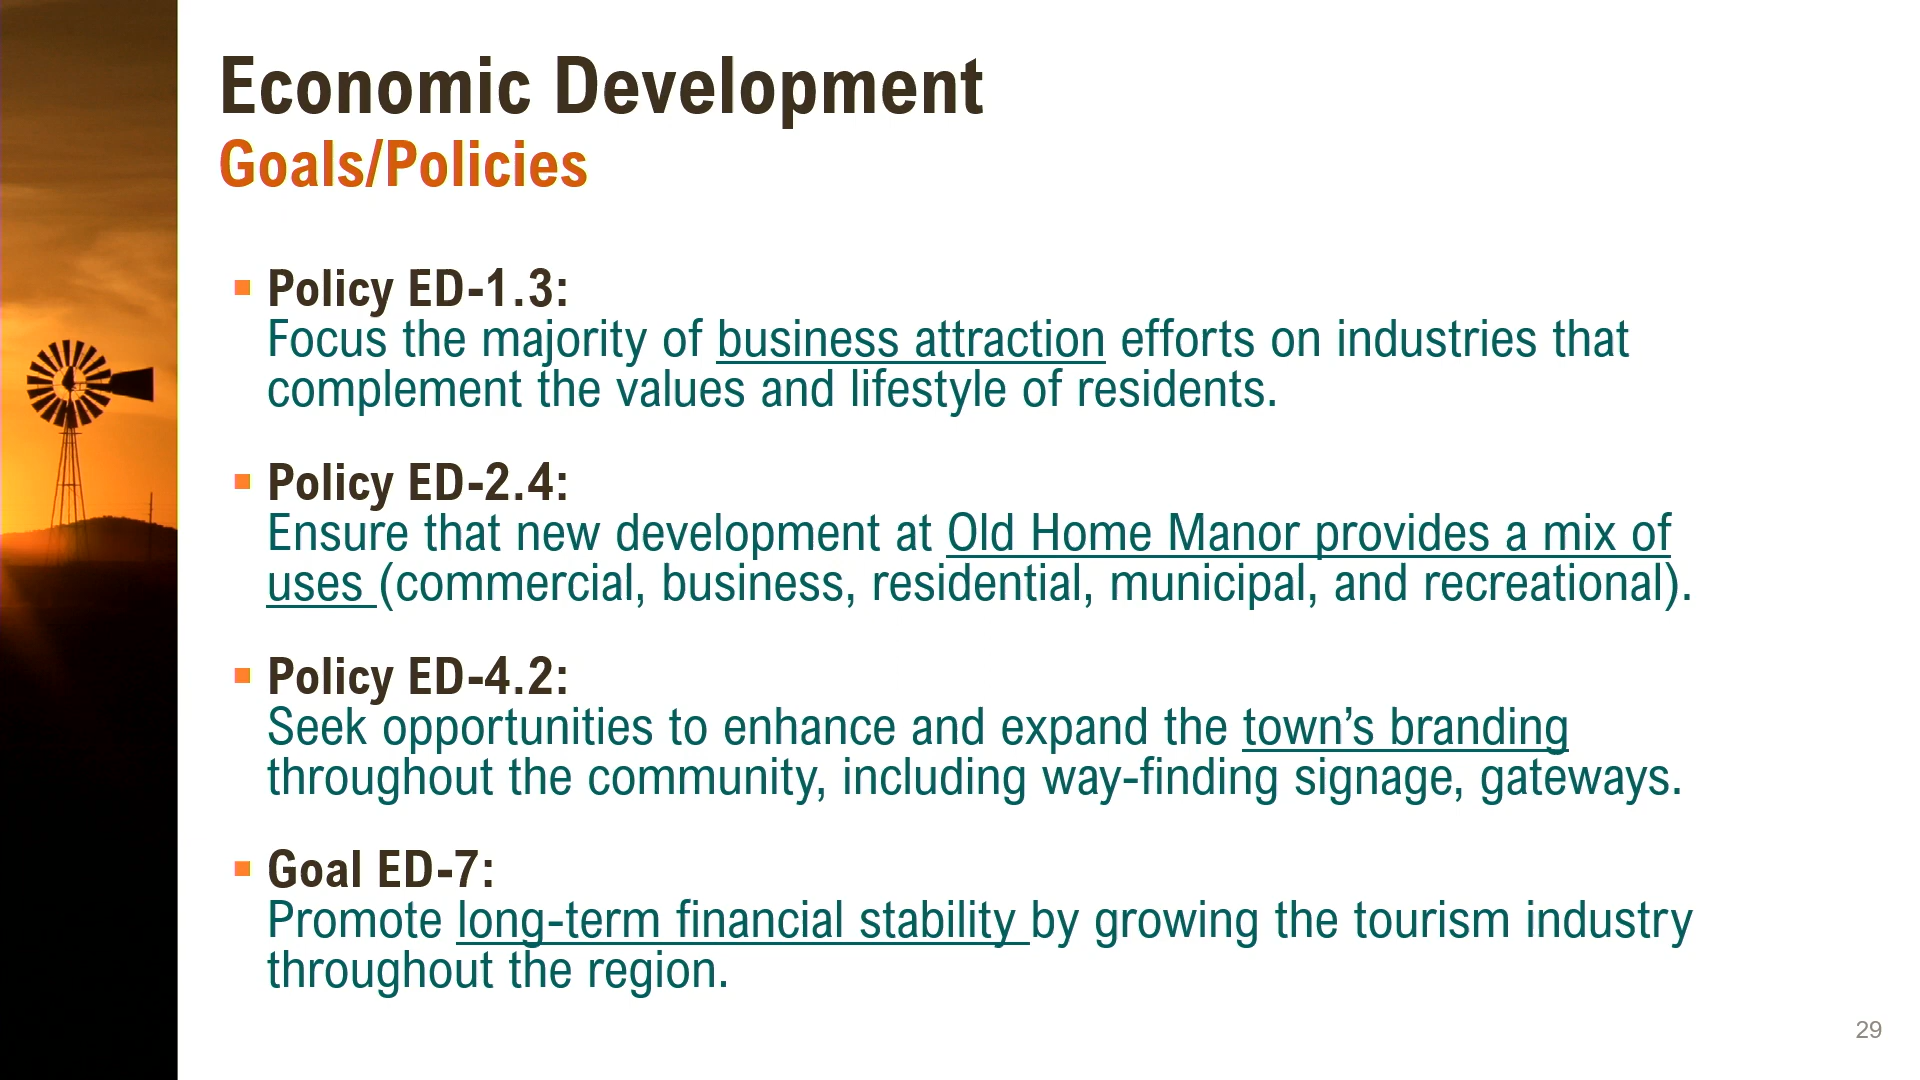 Economic Development
Goals/Policies
Policy ED-1.3:
Focus the majority of business attraction efforts on industries that
complement the values and lifestyle of residents.
Policy ED-2.4:
Ensure that new development at Old Home Manor provides a mix of
uses (commercial, business, residential, municipal, and recreational).
Policy ED-4.2:
Seek opportunities to enhance and expand the town’s branding
throughout the community, including way-finding signage, gateways.
Goal ED-7:
Promote long-term financial stability by growing the tourism industry
throughout the region.
29